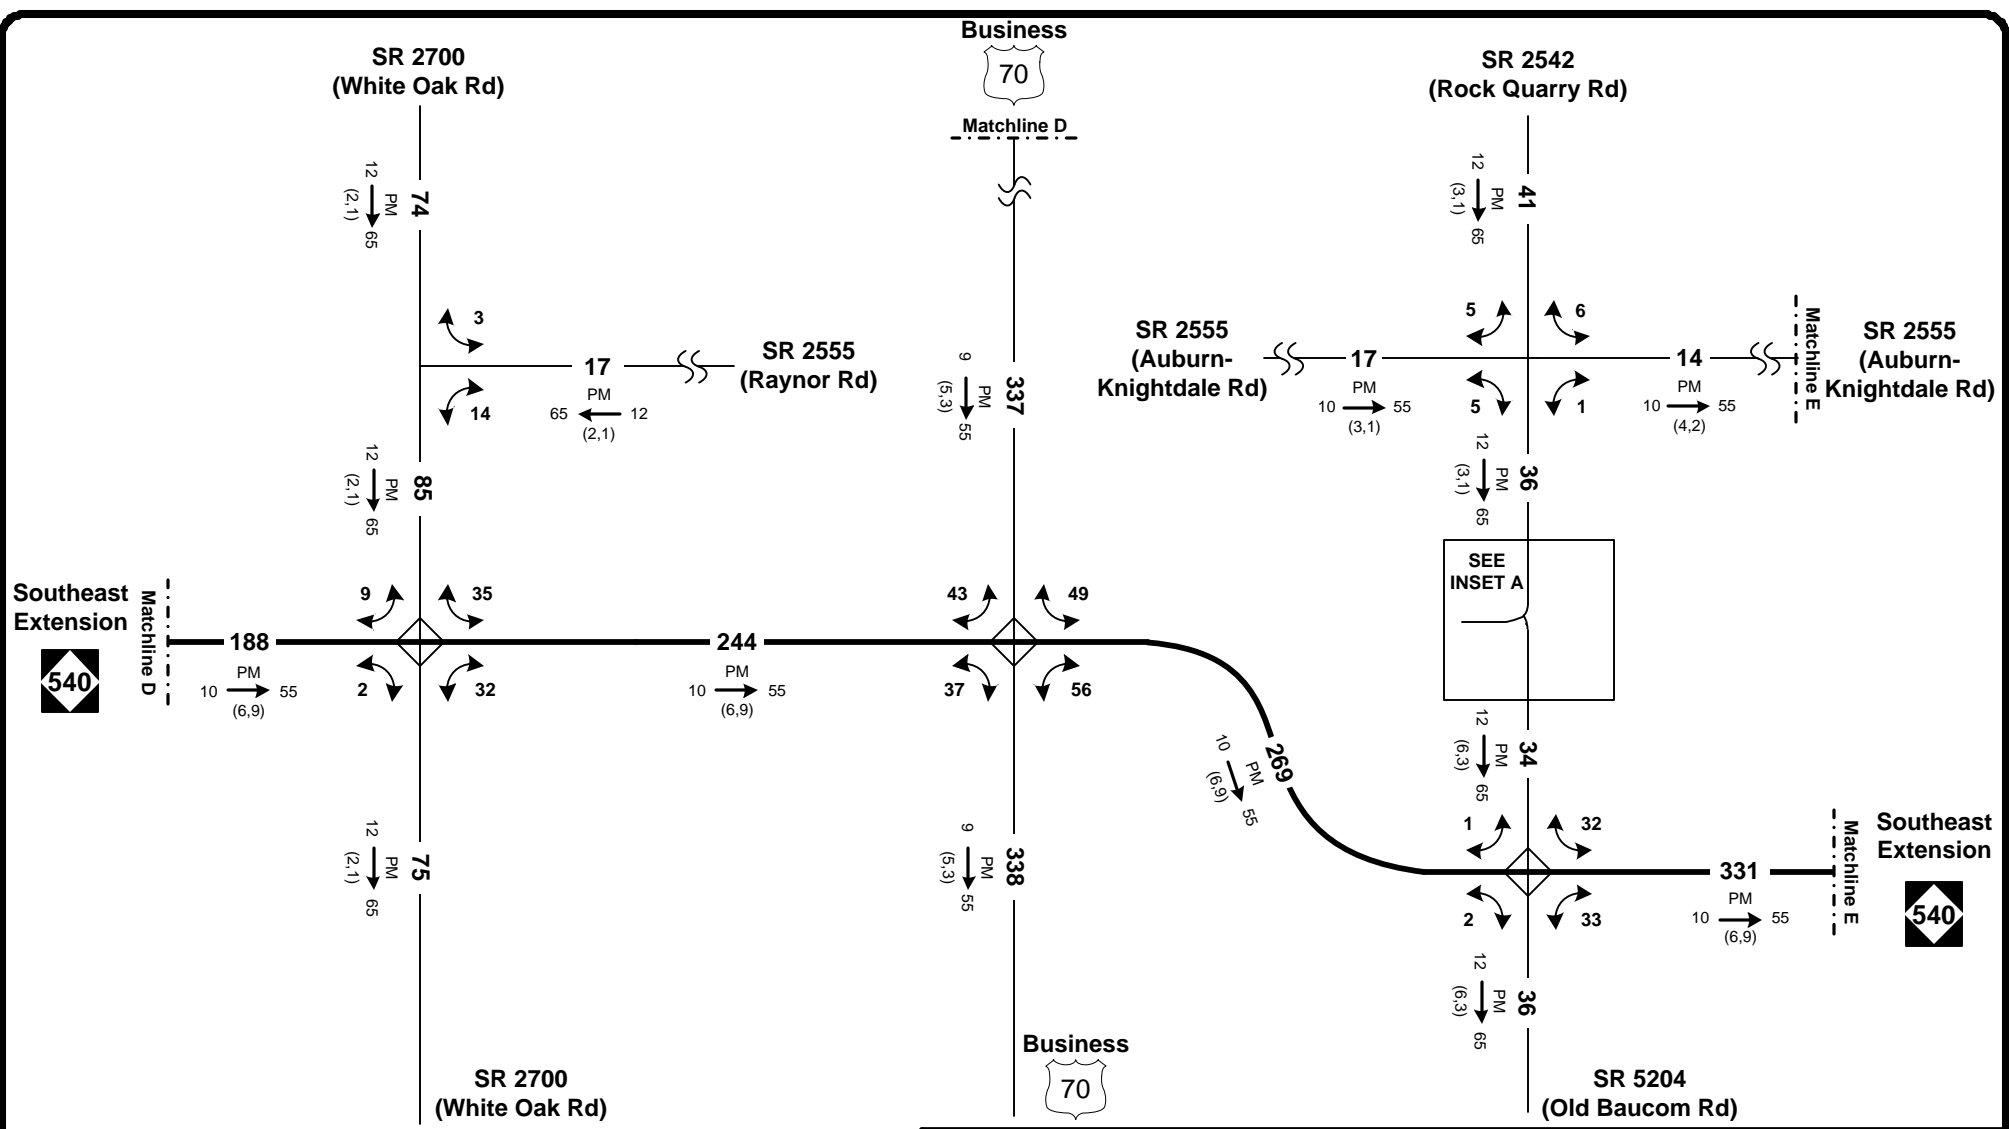 Business
70
SR 2700
(White Oak Rd)
SR 2542
(Rock Quarry Rd)
Matchline D
12
PM
(2,1)
65
74
12
PM
(3,1)
65
41
3
17
PM
65 12
(2,1)
14
SR 2555
(Raynor Rd)
9
PM
(5,3)
55
337
SR 2555
(Auburn-
Knightdale Rd)
5
6
17
PM
10 55
(3,1)
5
1
14
PM
10 55
(4,2)
Matchline E
SR 2555
(Auburn-
Knightdale Rd)
12
PM
(2,1)
65
85
12
PM
(3,1)
65
36
SEE
INSET A
Southeast
Extension
540
Matchline D
188
PM
10 55
(6,9)
9
35
2
32
244
PM
10 55
(6,9)
43
49
37
56
10
PM
(6,9)
55
269
12
PM
(6,3)
65
34
12
PM
(2,1)
65
75
9
PM
(5,3)
55
338
1
32
2
33
331
PM
10 55
(6,9)
Matchline E
Southeast
Extension
540
12
PM
(6,3)
65
36
Business
70
SR 2700
(White Oak Rd)
SR 5204
(Old Baucom Rd)